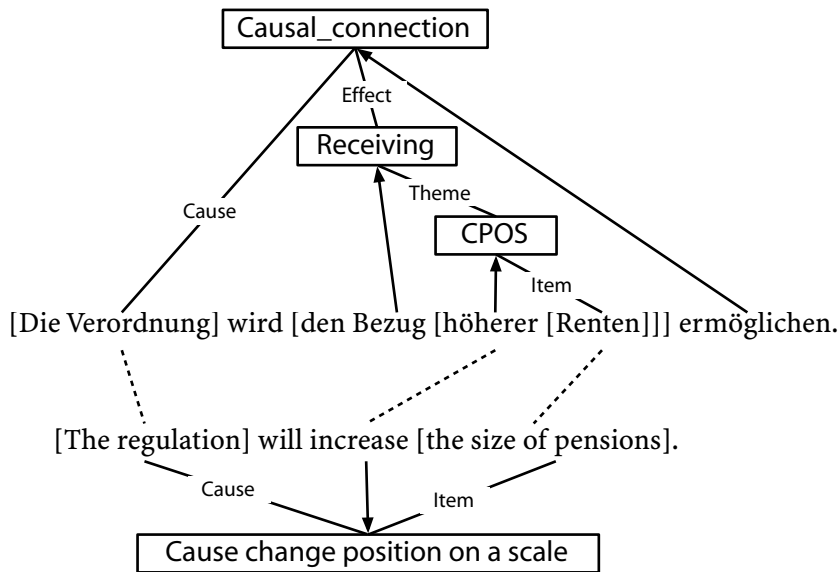 Causal_connection
Effect
Receiving
Theme
Cause
CPOS
Item
[Die Verordnung] wird [den Bezug [höherer [Renten]]] ermöglichen.
[The regulation] will increase [the size of pensions].
Cause
Item
Cause change position on a scale